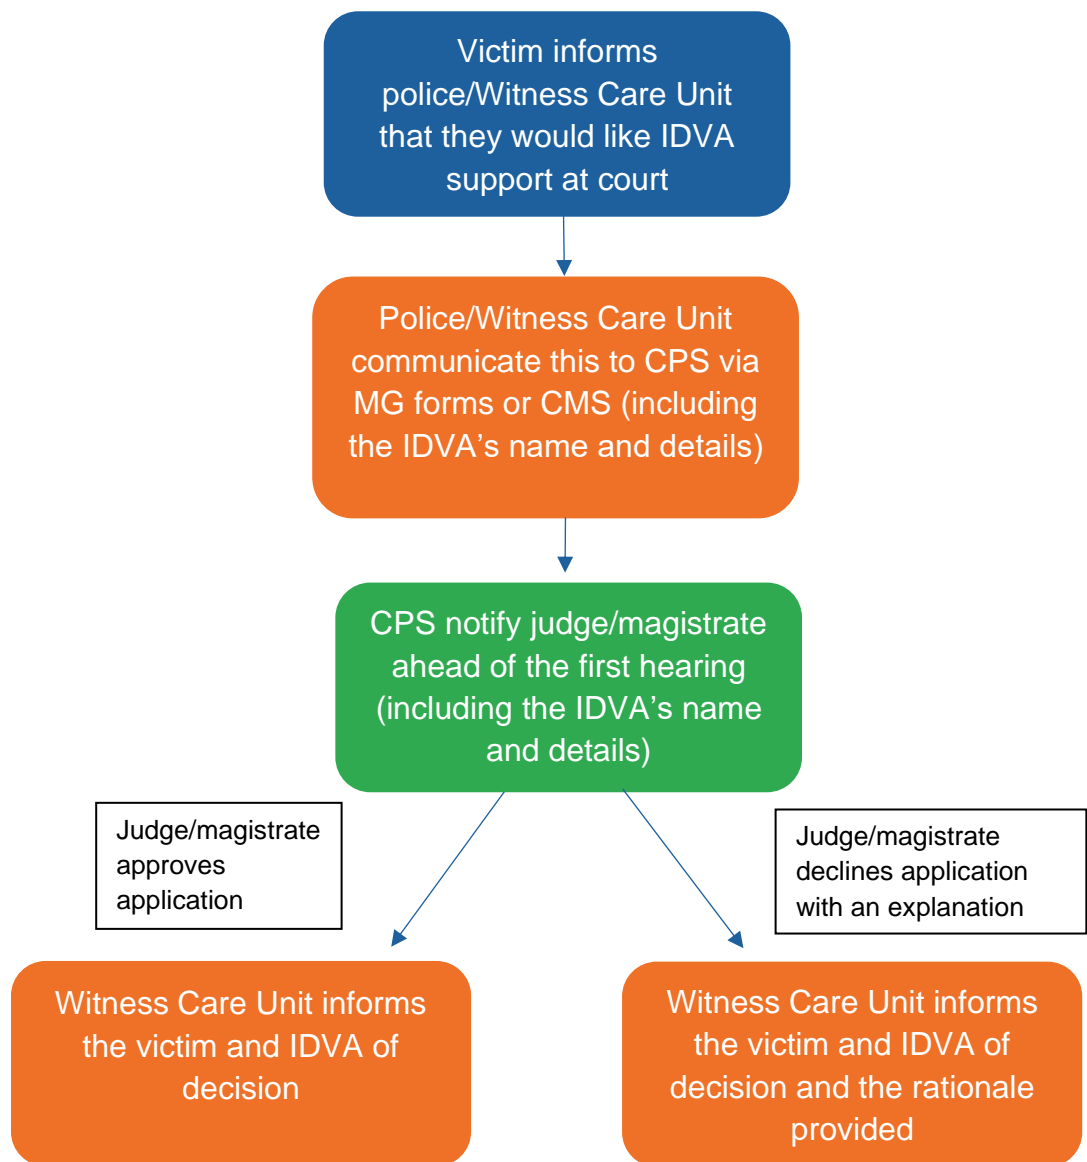 Victim informs
police/Witness Care Unit
that they would like IDVA
support at court
Police/Witness Care Unit
communicate this to CPS via
MG forms or CMS (including
the IDVA’s name and details)
CPS notify judge/magistrate
ahead of the first hearing
(including the IDVA’s name
and details)
Judge/magistrate
approves
application
Judge/magistrate
declines application
with an explanation
Witness Care Unit informs
the victim and IDVA of
decision
Witness Care Unit informs
the victim and IDVA of
decision and the rationale
provided